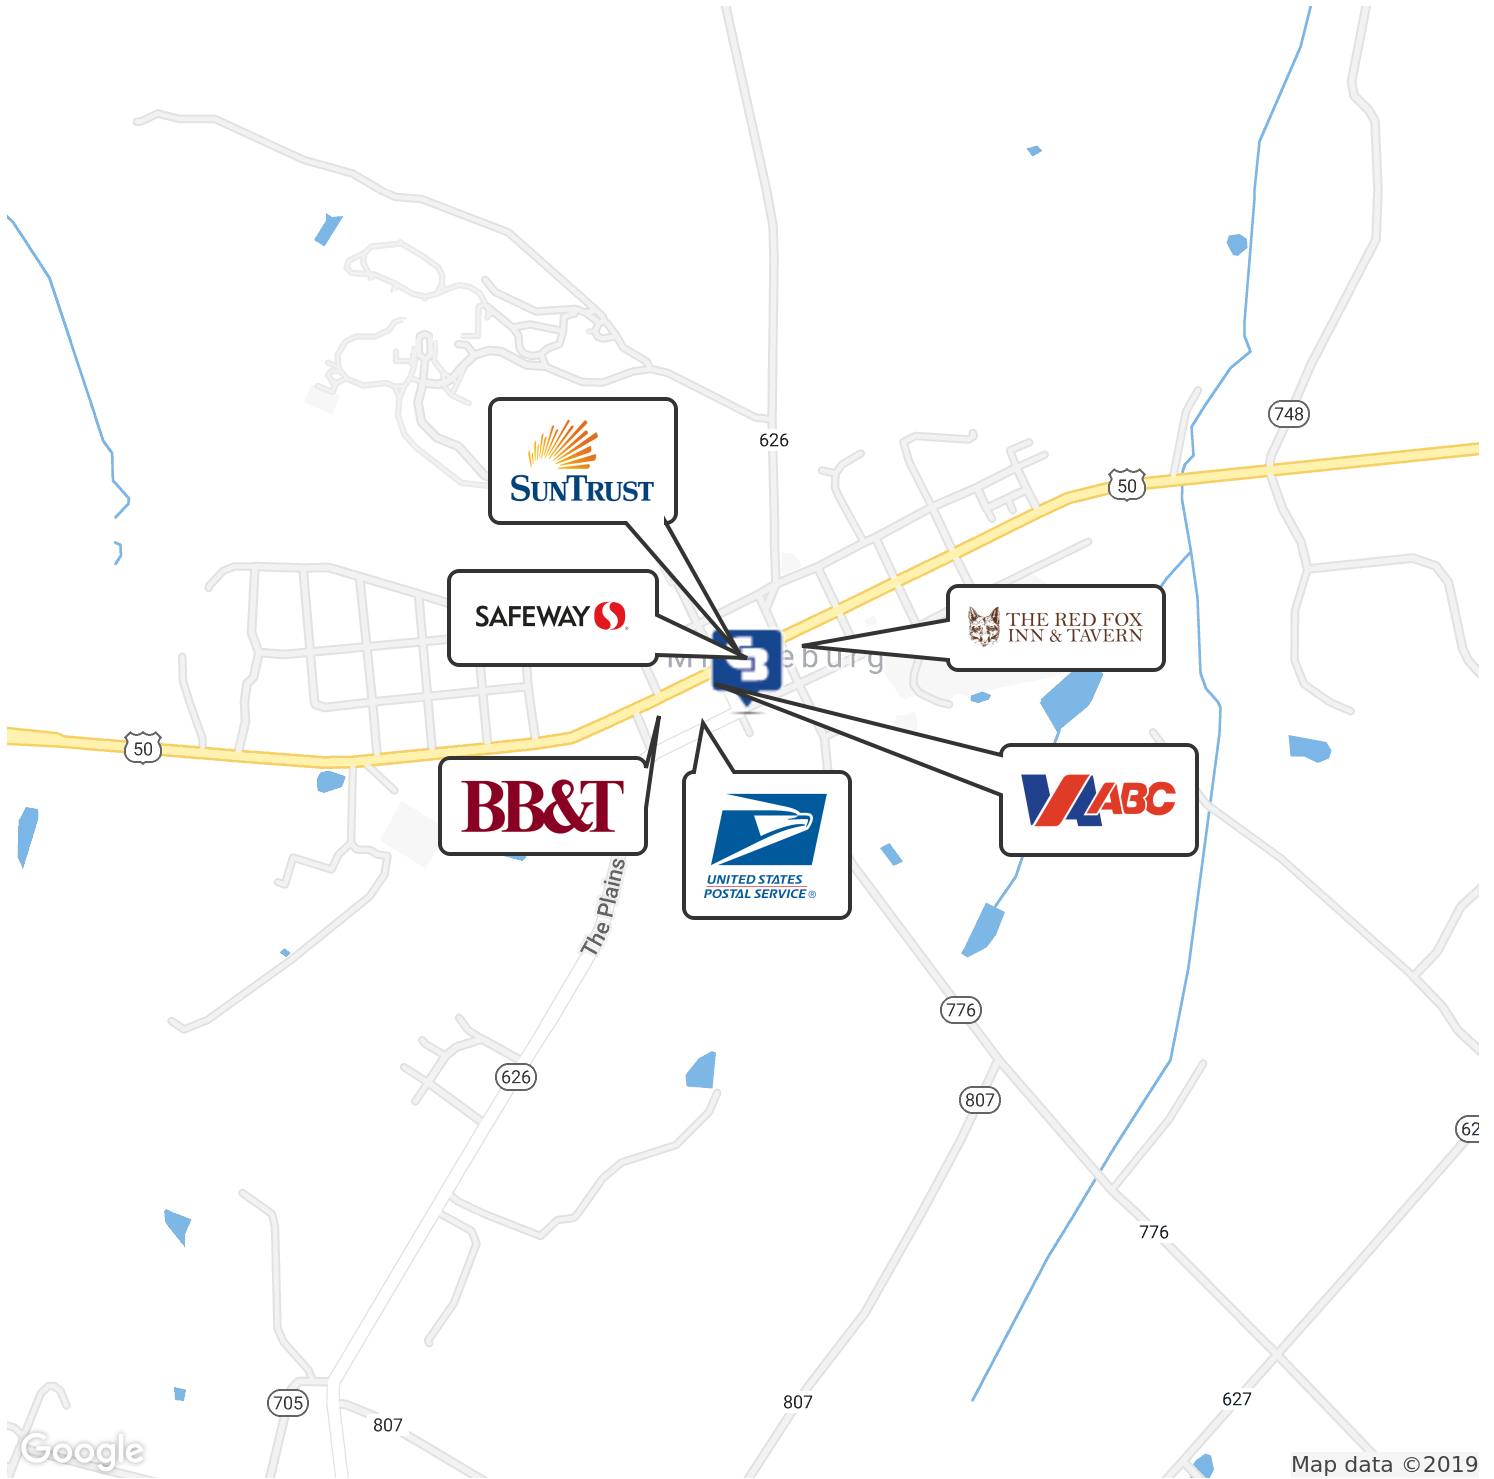 748
626
50
SUNTRUST
SAFEWAY
THE RED FOX
INN & TAVERN
eburg
50
BB&T
VA ABC
UNITED STATES
POSTAL SERVICE®
The Plains
776
626
807
776
705
807
807
627
Google
Map data ©2019